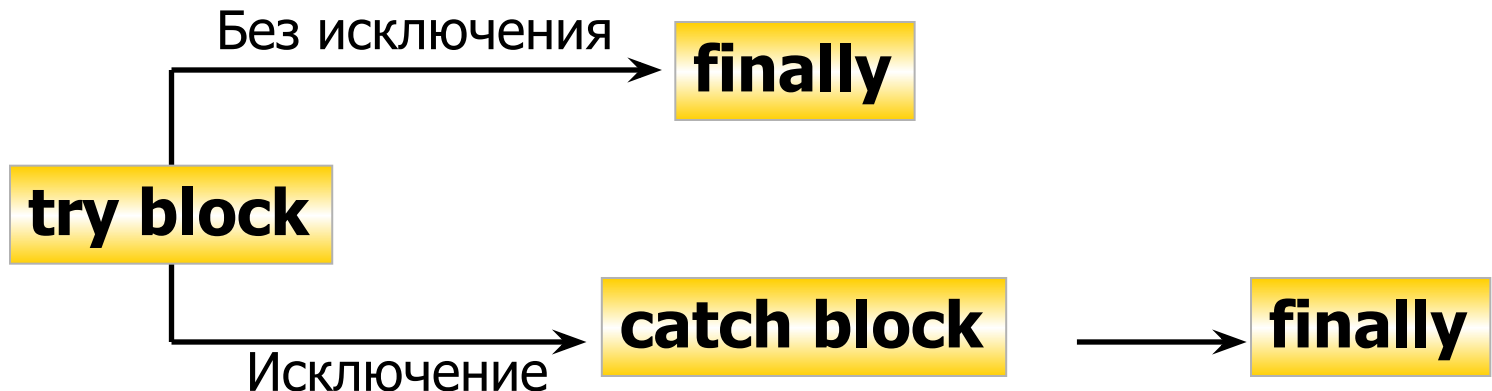 Без исключения
finally
try block
catch block
finally
Исключение